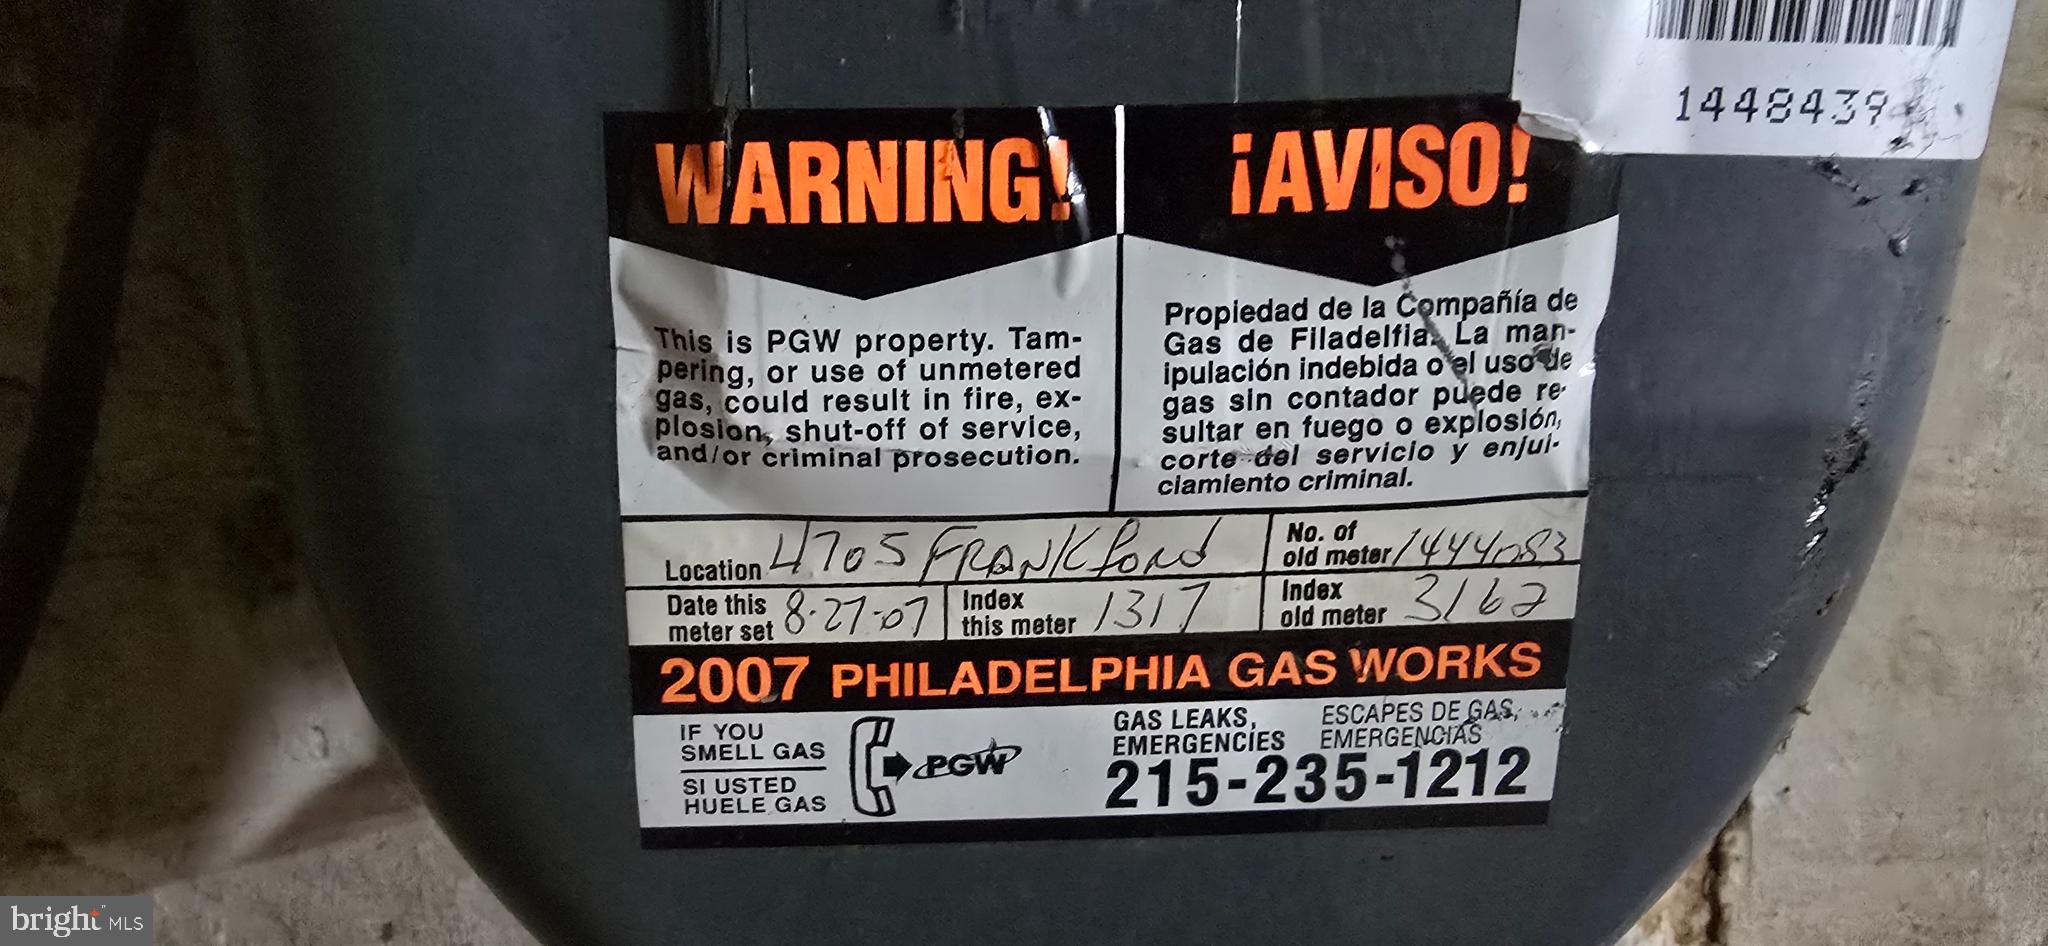 1448439
WARNING!
This is PGW property. Tam-
pering, or use of unmetered
gas, could result in fire, ex-
plosion, shut-off of service,
and/or criminal prosecution.
¡AVISO!
Propiedad de la Compañía de
Gas de Filadelfia. La man-
ipulación indebida o el uso de
gas sin contador puede re-
sultar en fuego o explosión,
corte del servicio y enjui-
ciamiento criminal.
Location 4705 FRANKford
No. of
old meter 1444083
Date this
meter set 8-27-07
Index
this meter 1317
Index
old meter 3162
2007 PHILADELPHIA GAS WORKS
IF YOU
SMELL GAS
SI USTED
HUELE GAS
PGW
GAS LEAKS,
EMERGENCIES
ESCAPES DE GAS,
EMERGENCIAS
215-235-1212
bright MLS